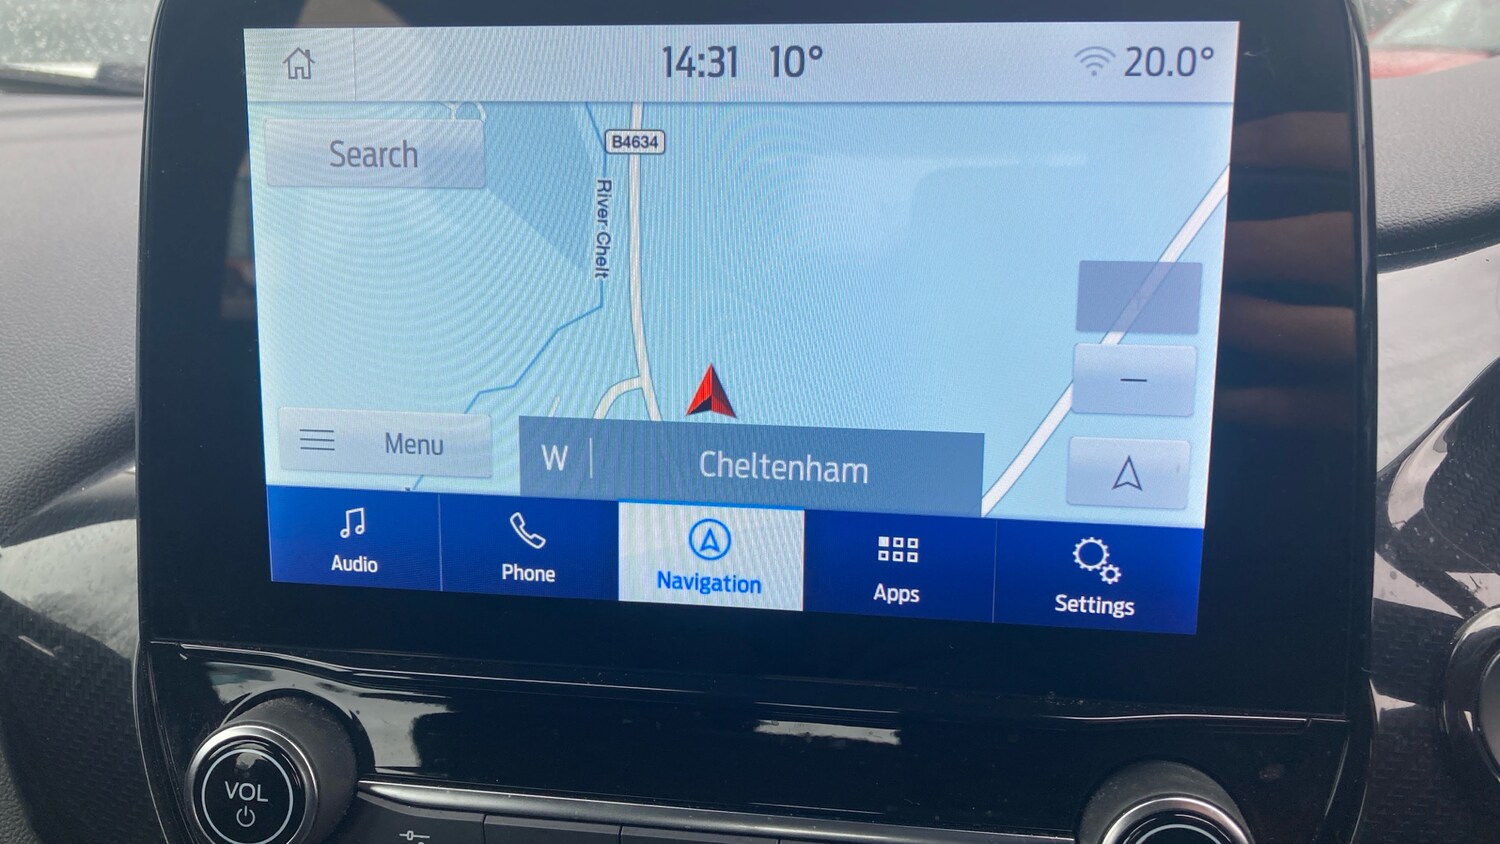 14:31 10° 20.0°
Search
B4634
River Chelt
Menu
W Cheltenham
Audio
Phone
Navigation
Apps
Settings
VOL